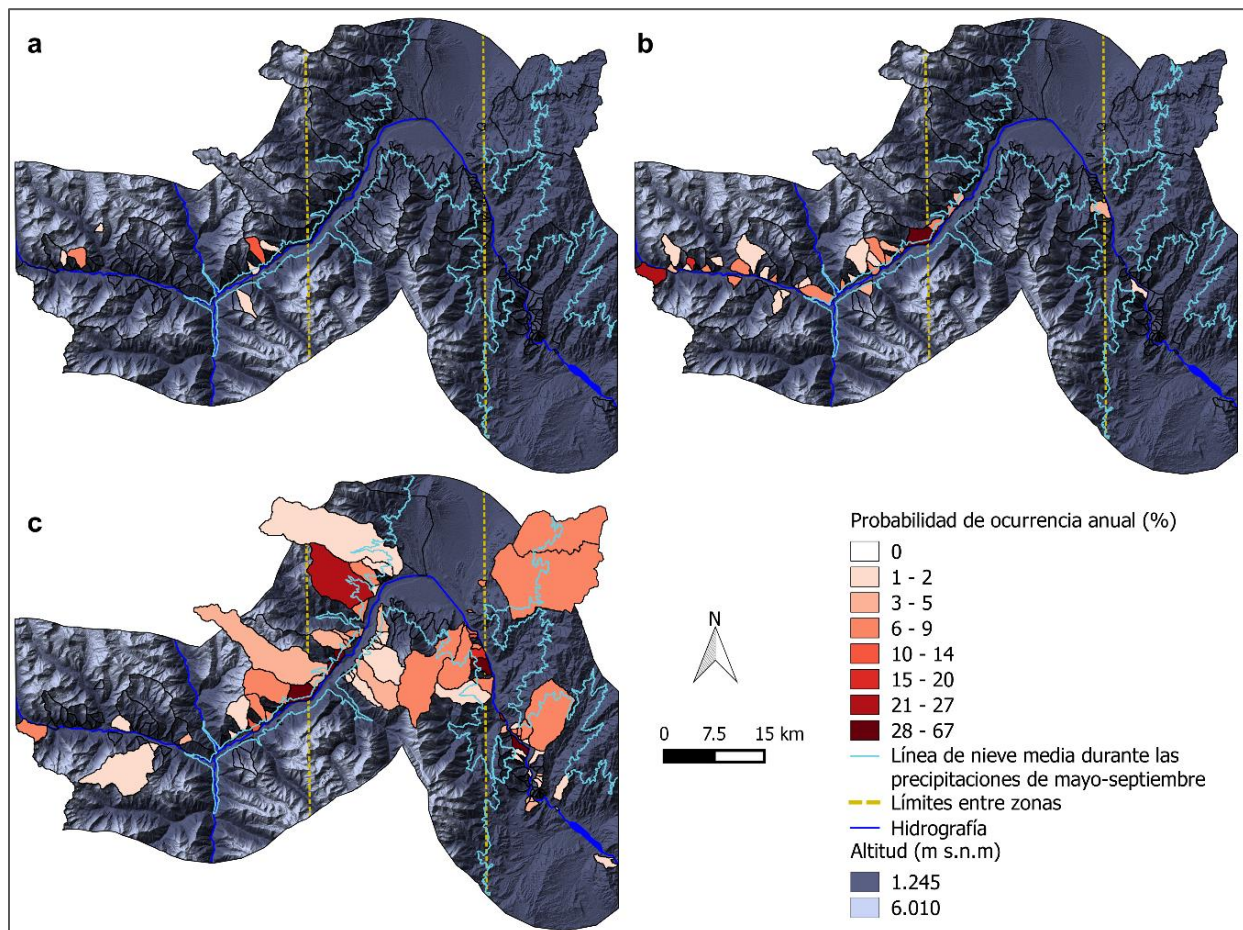 a
b
c
N
0 7.5 15 km
Probabilidad de ocurrencia anual (%)
0
1 - 2
3 - 5
6 - 9
10 - 14
15 - 20
21 - 27
28 - 67
Línea de nieve media durante las
precipitaciones de mayo-septiembre
Límites entre zonas
Hidrografía
Altitud (m s.n.m)
1.245
6.010